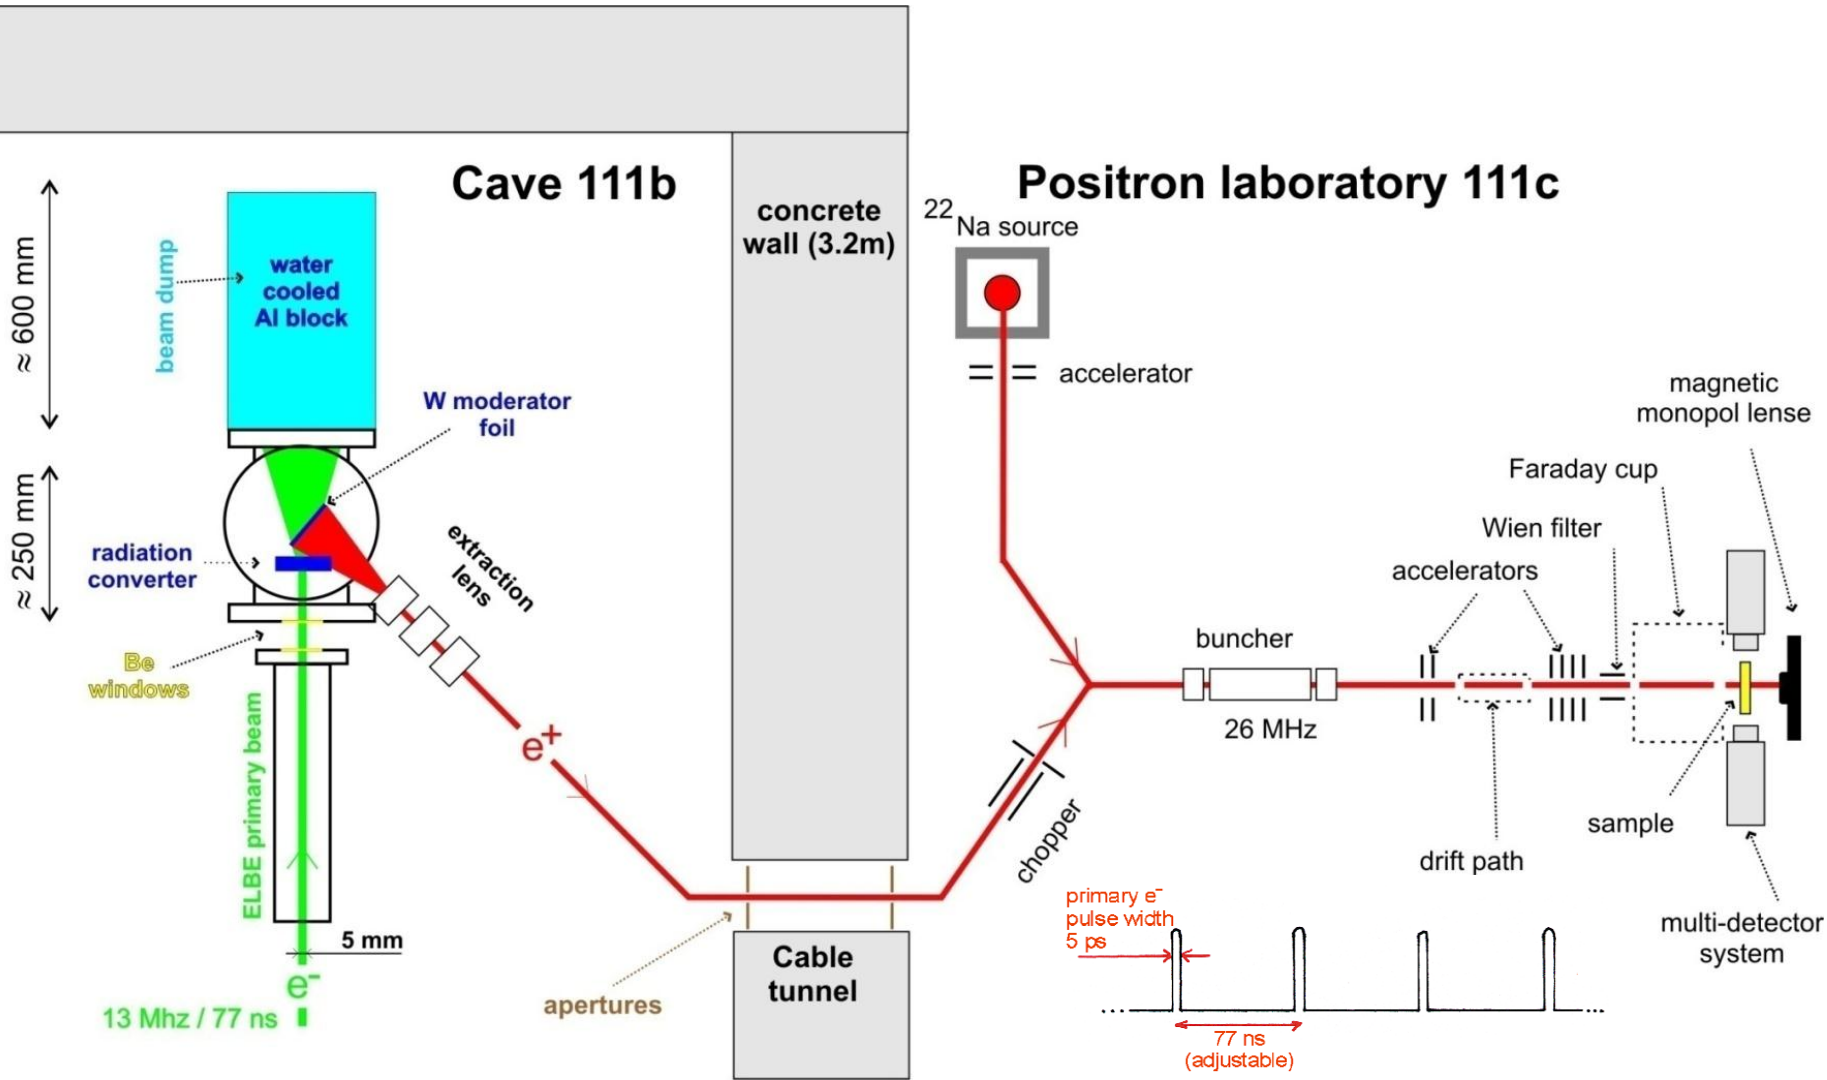 Cave 111b
Positron laboratory 111c
≈ 600 mm
beam dump
water
cooled
Al block
concrete
wall (3.2m)
22
Na source
accelerator
W moderator
foil
≈ 250 mm
radiation
converter
extraction
lens
Be
windows
ELBE primary beam
5 mm
e-
13 Mhz / 77 ns
e+
apertures
Cable
tunnel
chopper
buncher
26 MHz
accelerators
Wien filter
Faraday cup
magnetic
monopol lense
drift path
sample
multi-detector
system
primary e-
pulse width
5 ps
77 ns
(adjustable)